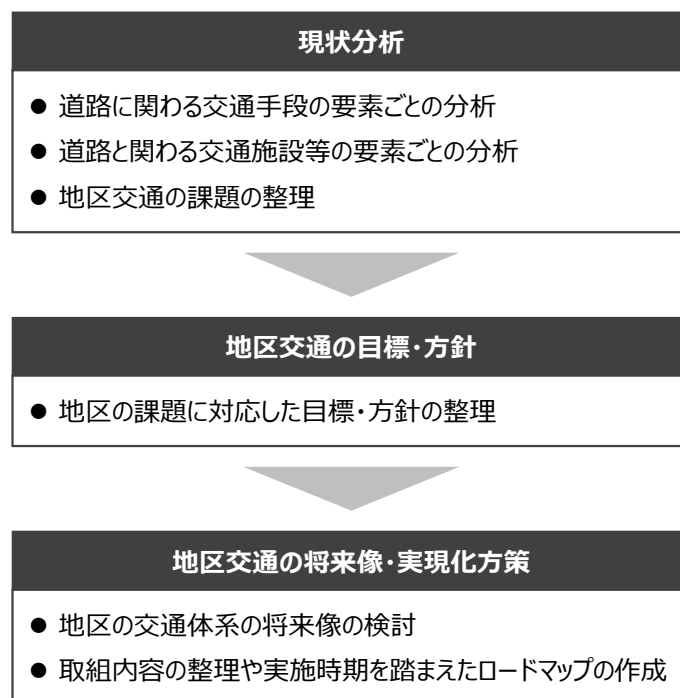 現状分析
● 道路に関わる交通手段の要素ごとの分析
● 道路と関わる交通施設等の要素ごとの分析
● 地区交通の課題の整理
地区交通の目標・方針
● 地区の課題に対応した目標・方針の整理
地区交通の将来像・実現化方策
● 地区の交通体系の将来像の検討
● 取組内容の整理や実施時期を踏まえたロードマップの作成